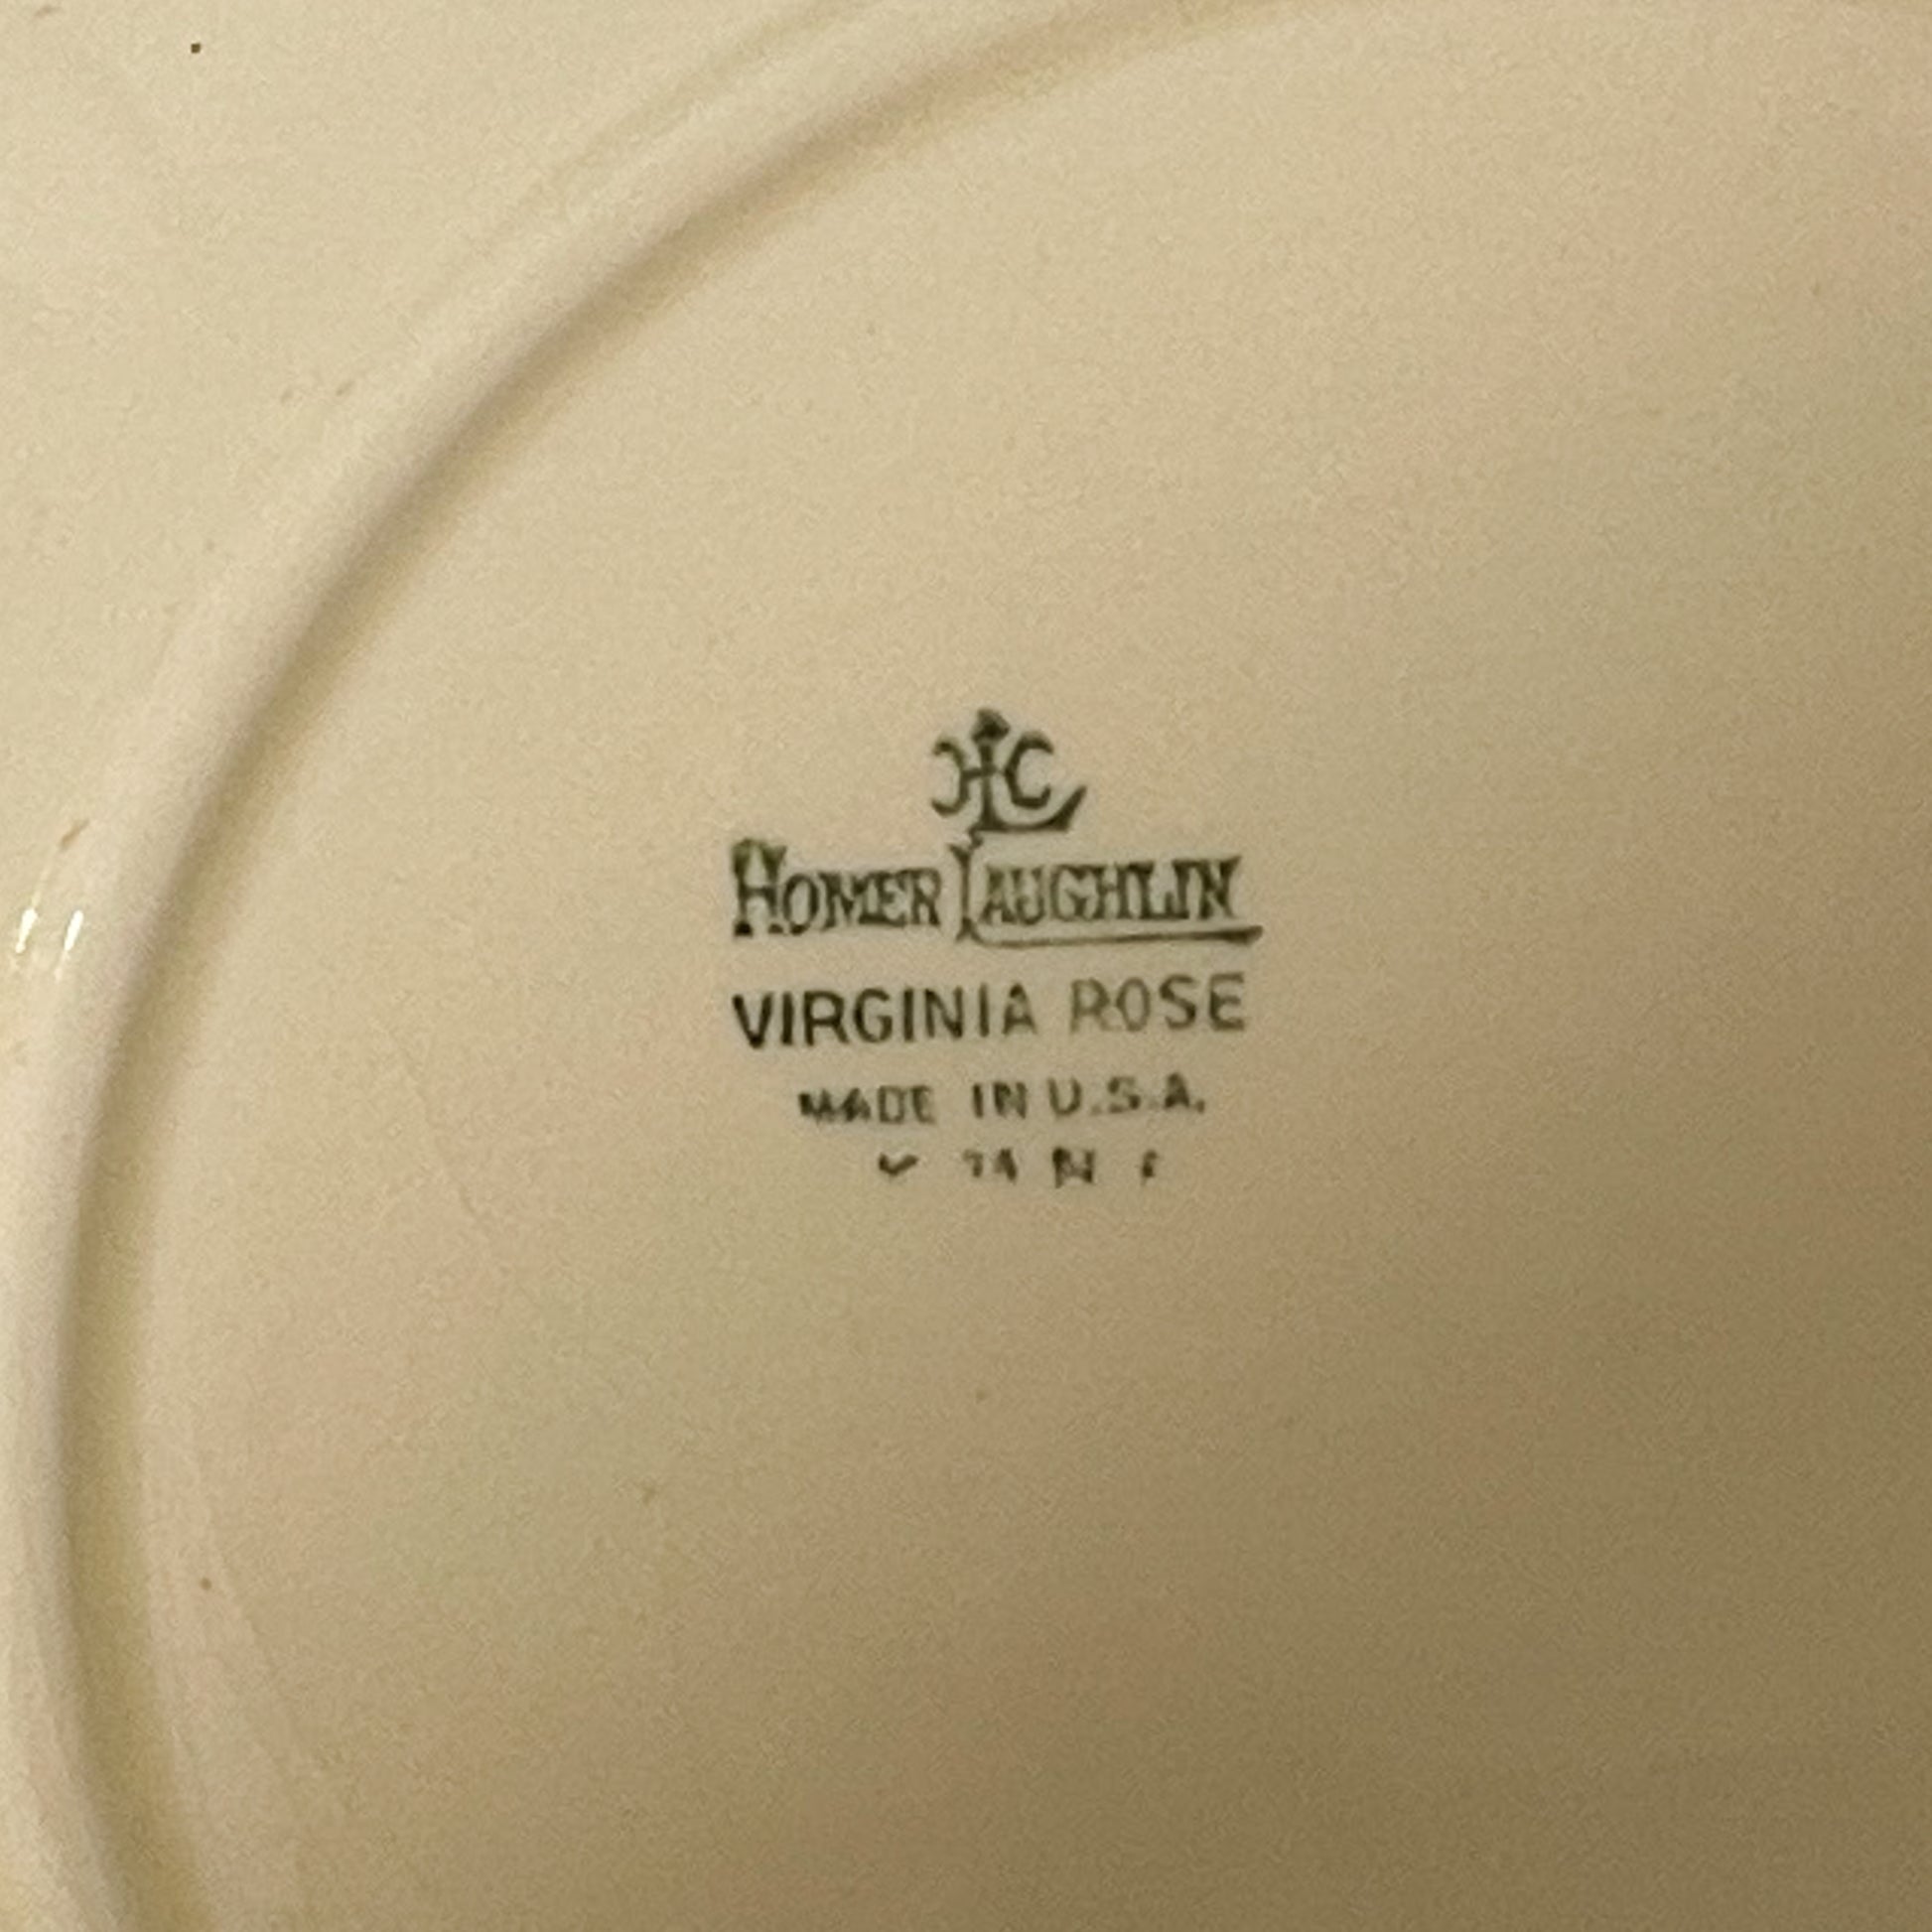 HLC
HOMER LAUGHLIN
VIRGINIA ROSE
MADE IN U.S.A.
N